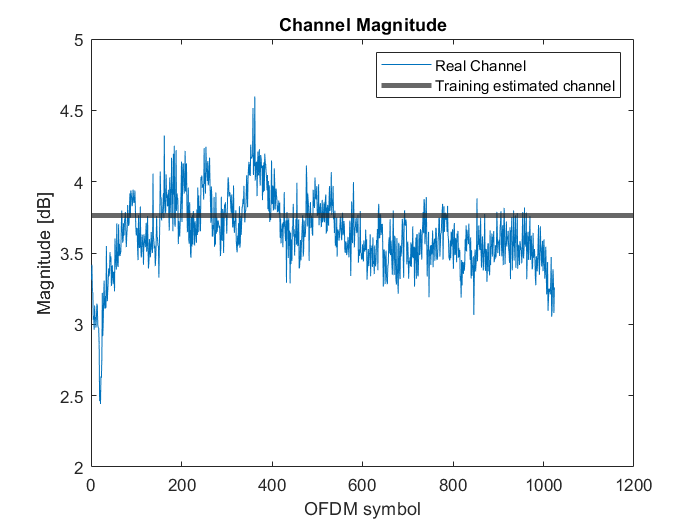 Channel Magnitude
Real Channel
Training estimated channel
Magnitude [dB]
5
4.5
4
3.5
3
2.5
2
0 200 400 600 800 1000 1200
OFDM symbol